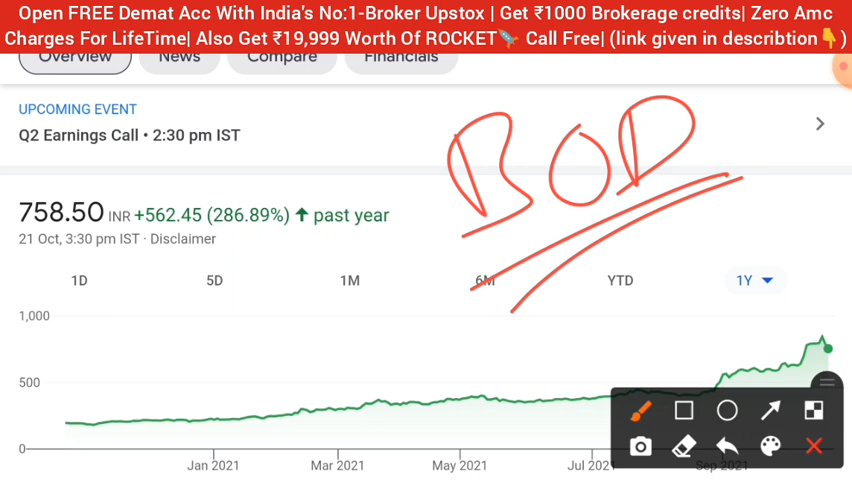 Open FREE Demat Acc With India's No:1-Broker Upstox | Get ₹1000 Brokerage credits| Zero Amc
Charges For LifeTime| Also Get ₹19,999 Worth Of ROCKET🚀 Call Free| (link given in describtion👇)
Overview News Compare Financials
UPCOMING EVENT
Q2 Earnings Call • 2:30 pm IST
BOD
758.50 INR +562.45 (286.89%) ↑ past year
21 Oct, 3:30 pm IST · Disclaimer
1D 5D 1M 6M YTD 1Y
1,000
500
0
Jan 2021 Mar 2021 May 2021 Jul 2021 Sep 2021